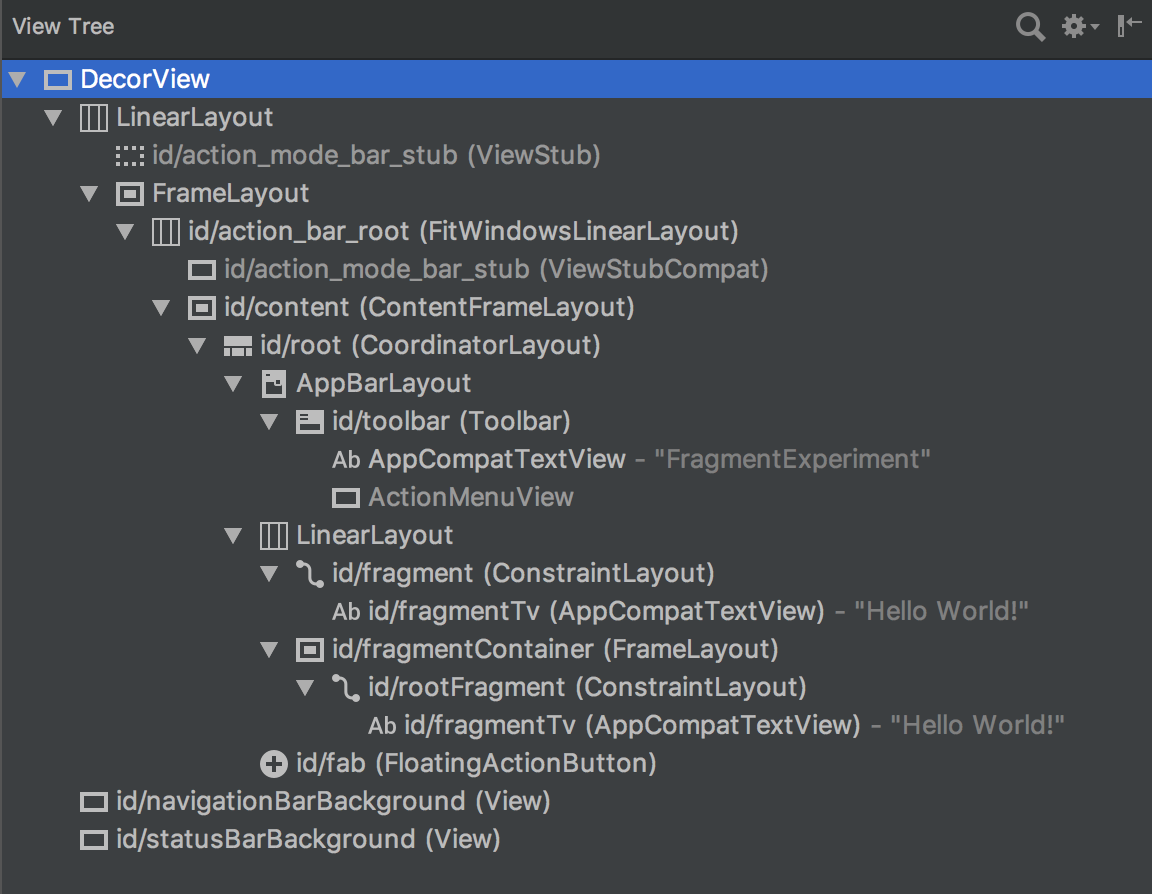 View Tree
DecorView
LinearLayout
id/action_mode_bar_stub (ViewStub)
FrameLayout
id/action_bar_root (FitWindowsLinearLayout)
id/action_mode_bar_stub (ViewStubCompat)
id/content (ContentFrameLayout)
id/root (CoordinatorLayout)
AppBarLayout
id/toolbar (Toolbar)
Ab AppCompatTextView – "FragmentExperiment"
ActionMenuView
LinearLayout
id/fragment (ConstraintLayout)
Ab id/fragmentTv (AppCompatTextView) – "Hello World!"
id/fragmentContainer (FrameLayout)
id/rootFragment (ConstraintLayout)
Ab id/fragmentTv (AppCompatTextView) – "Hello World!"
id/fab (FloatingActionButton)
id/navigationBarBackground (View)
id/statusBarBackground (View)